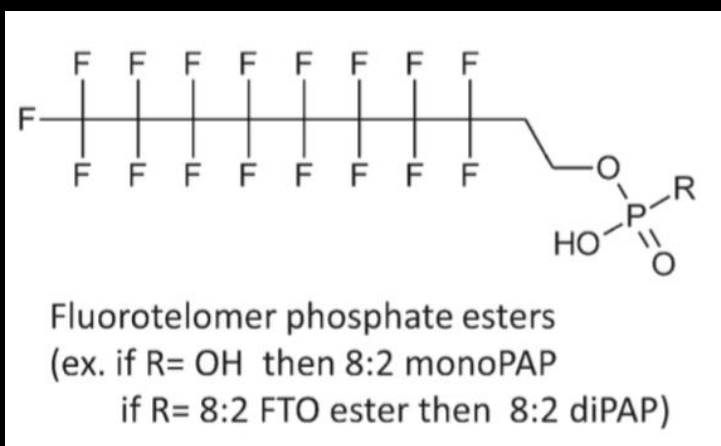 F F F F F F F F
F
F F F F F F F F
O
R
P
HO
O
Fluorotelomer phosphate esters
(ex. if R= OH then 8:2 monoPAP
if R= 8:2 FTO ester then 8:2 diPAP)